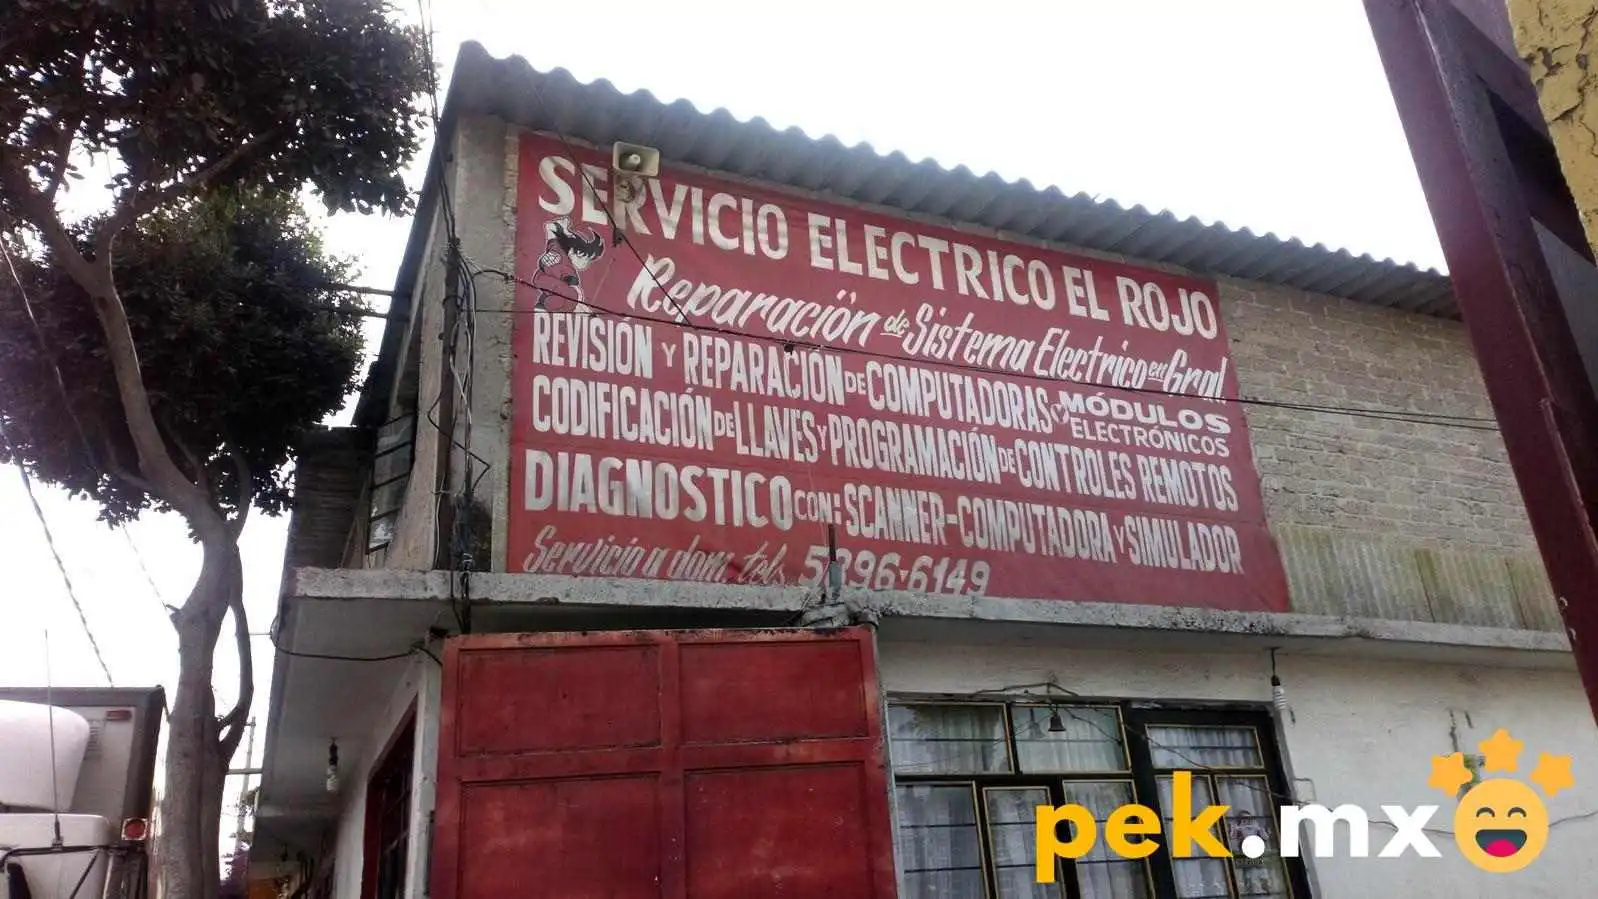 SERVICIO ELECTRICO EL ROJO
Reparación de Sistema Electrico en Gral
REVISIÓN Y REPARACIÓN DE COMPUTADORAS Y MÓDULOS ELECTRÓNICOS
CODIFICACIÓN DE LLAVES Y PROGRAMACIÓN DE CONTROLES REMOTOS
DIAGNOSTICO CON: SCANNER-COMPUTADORA Y SIMULADOR
Servicio a dom. tels. 5896-6149
pek.mx